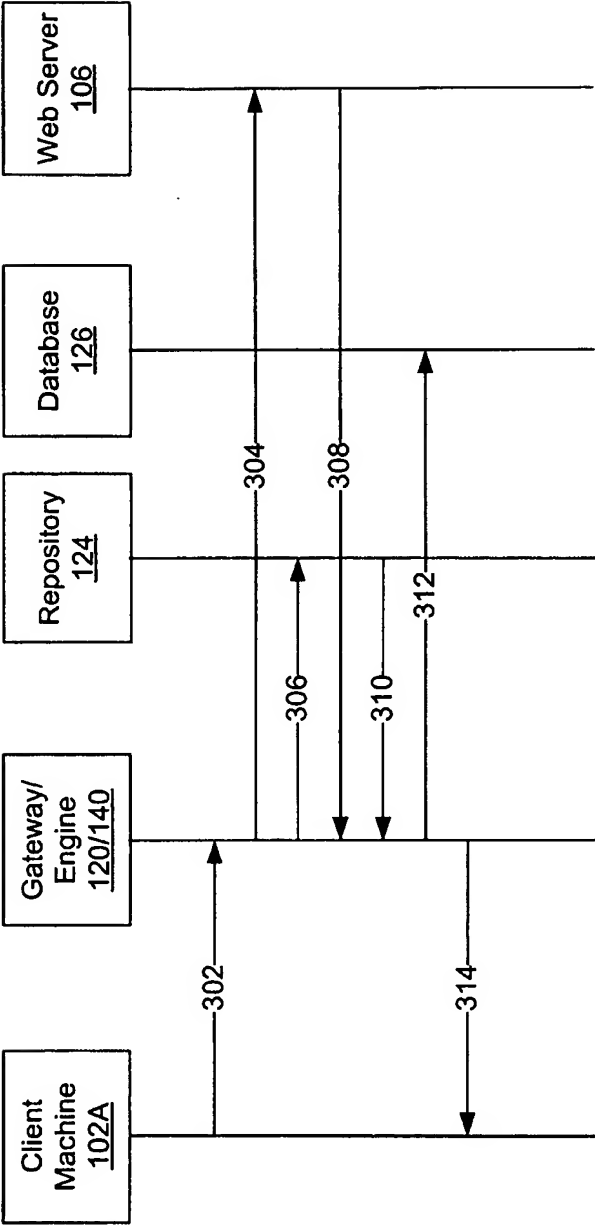 Client
Machine
102A
Gateway/
Engine
120/140
Repository
124
Database
126
Web Server
106
302
304
306
308
310
312
314